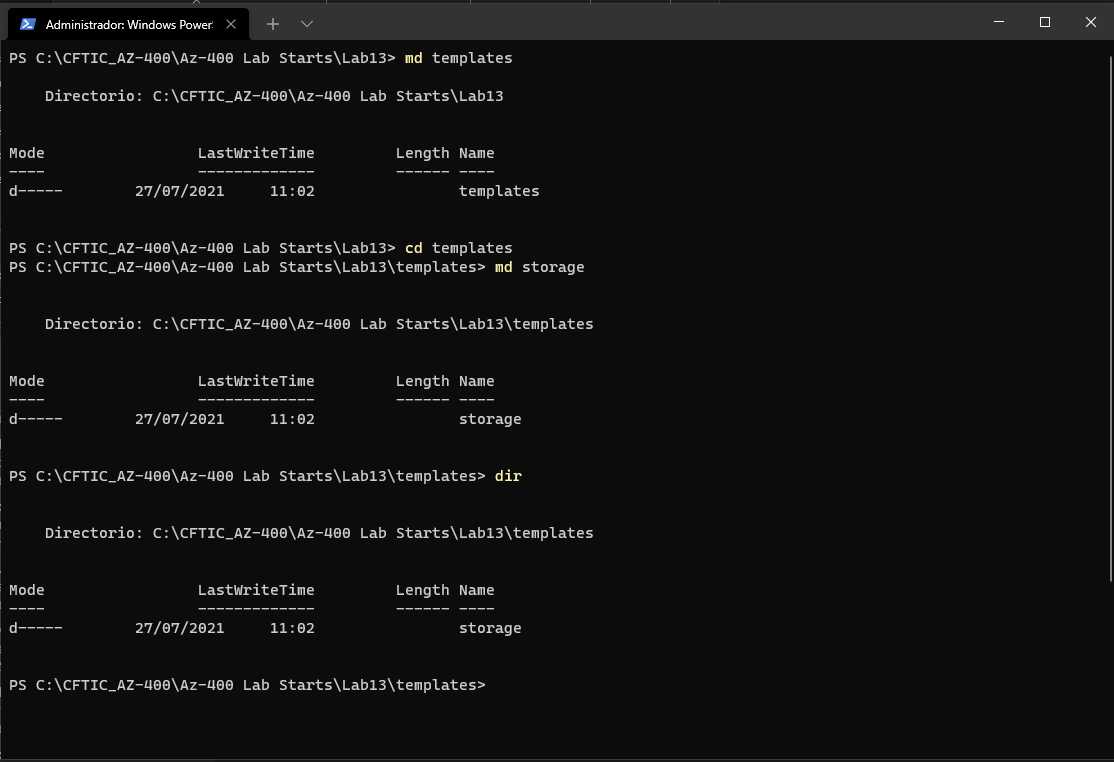 Administrador: Windows Power
PS C:\CFTIC_AZ-400\Az-400 Lab Starts\Lab13> md templates
Directorio: C:\CFTIC_AZ-400\Az-400 Lab Starts\Lab13
Mode                 LastWriteTime         Length Name
----                 -------------         ------ ----
d-----        27/07/2021     11:02                templates
PS C:\CFTIC_AZ-400\Az-400 Lab Starts\Lab13> cd templates
PS C:\CFTIC_AZ-400\Az-400 Lab Starts\Lab13\templates> md storage
Directorio: C:\CFTIC_AZ-400\Az-400 Lab Starts\Lab13\templates
Mode                 LastWriteTime         Length Name
----                 -------------         ------ ----
d-----        27/07/2021     11:02                storage
PS C:\CFTIC_AZ-400\Az-400 Lab Starts\Lab13\templates> dir
Directorio: C:\CFTIC_AZ-400\Az-400 Lab Starts\Lab13\templates
Mode                 LastWriteTime         Length Name
----                 -------------         ------ ----
d-----        27/07/2021     11:02                storage
PS C:\CFTIC_AZ-400\Az-400 Lab Starts\Lab13\templates>